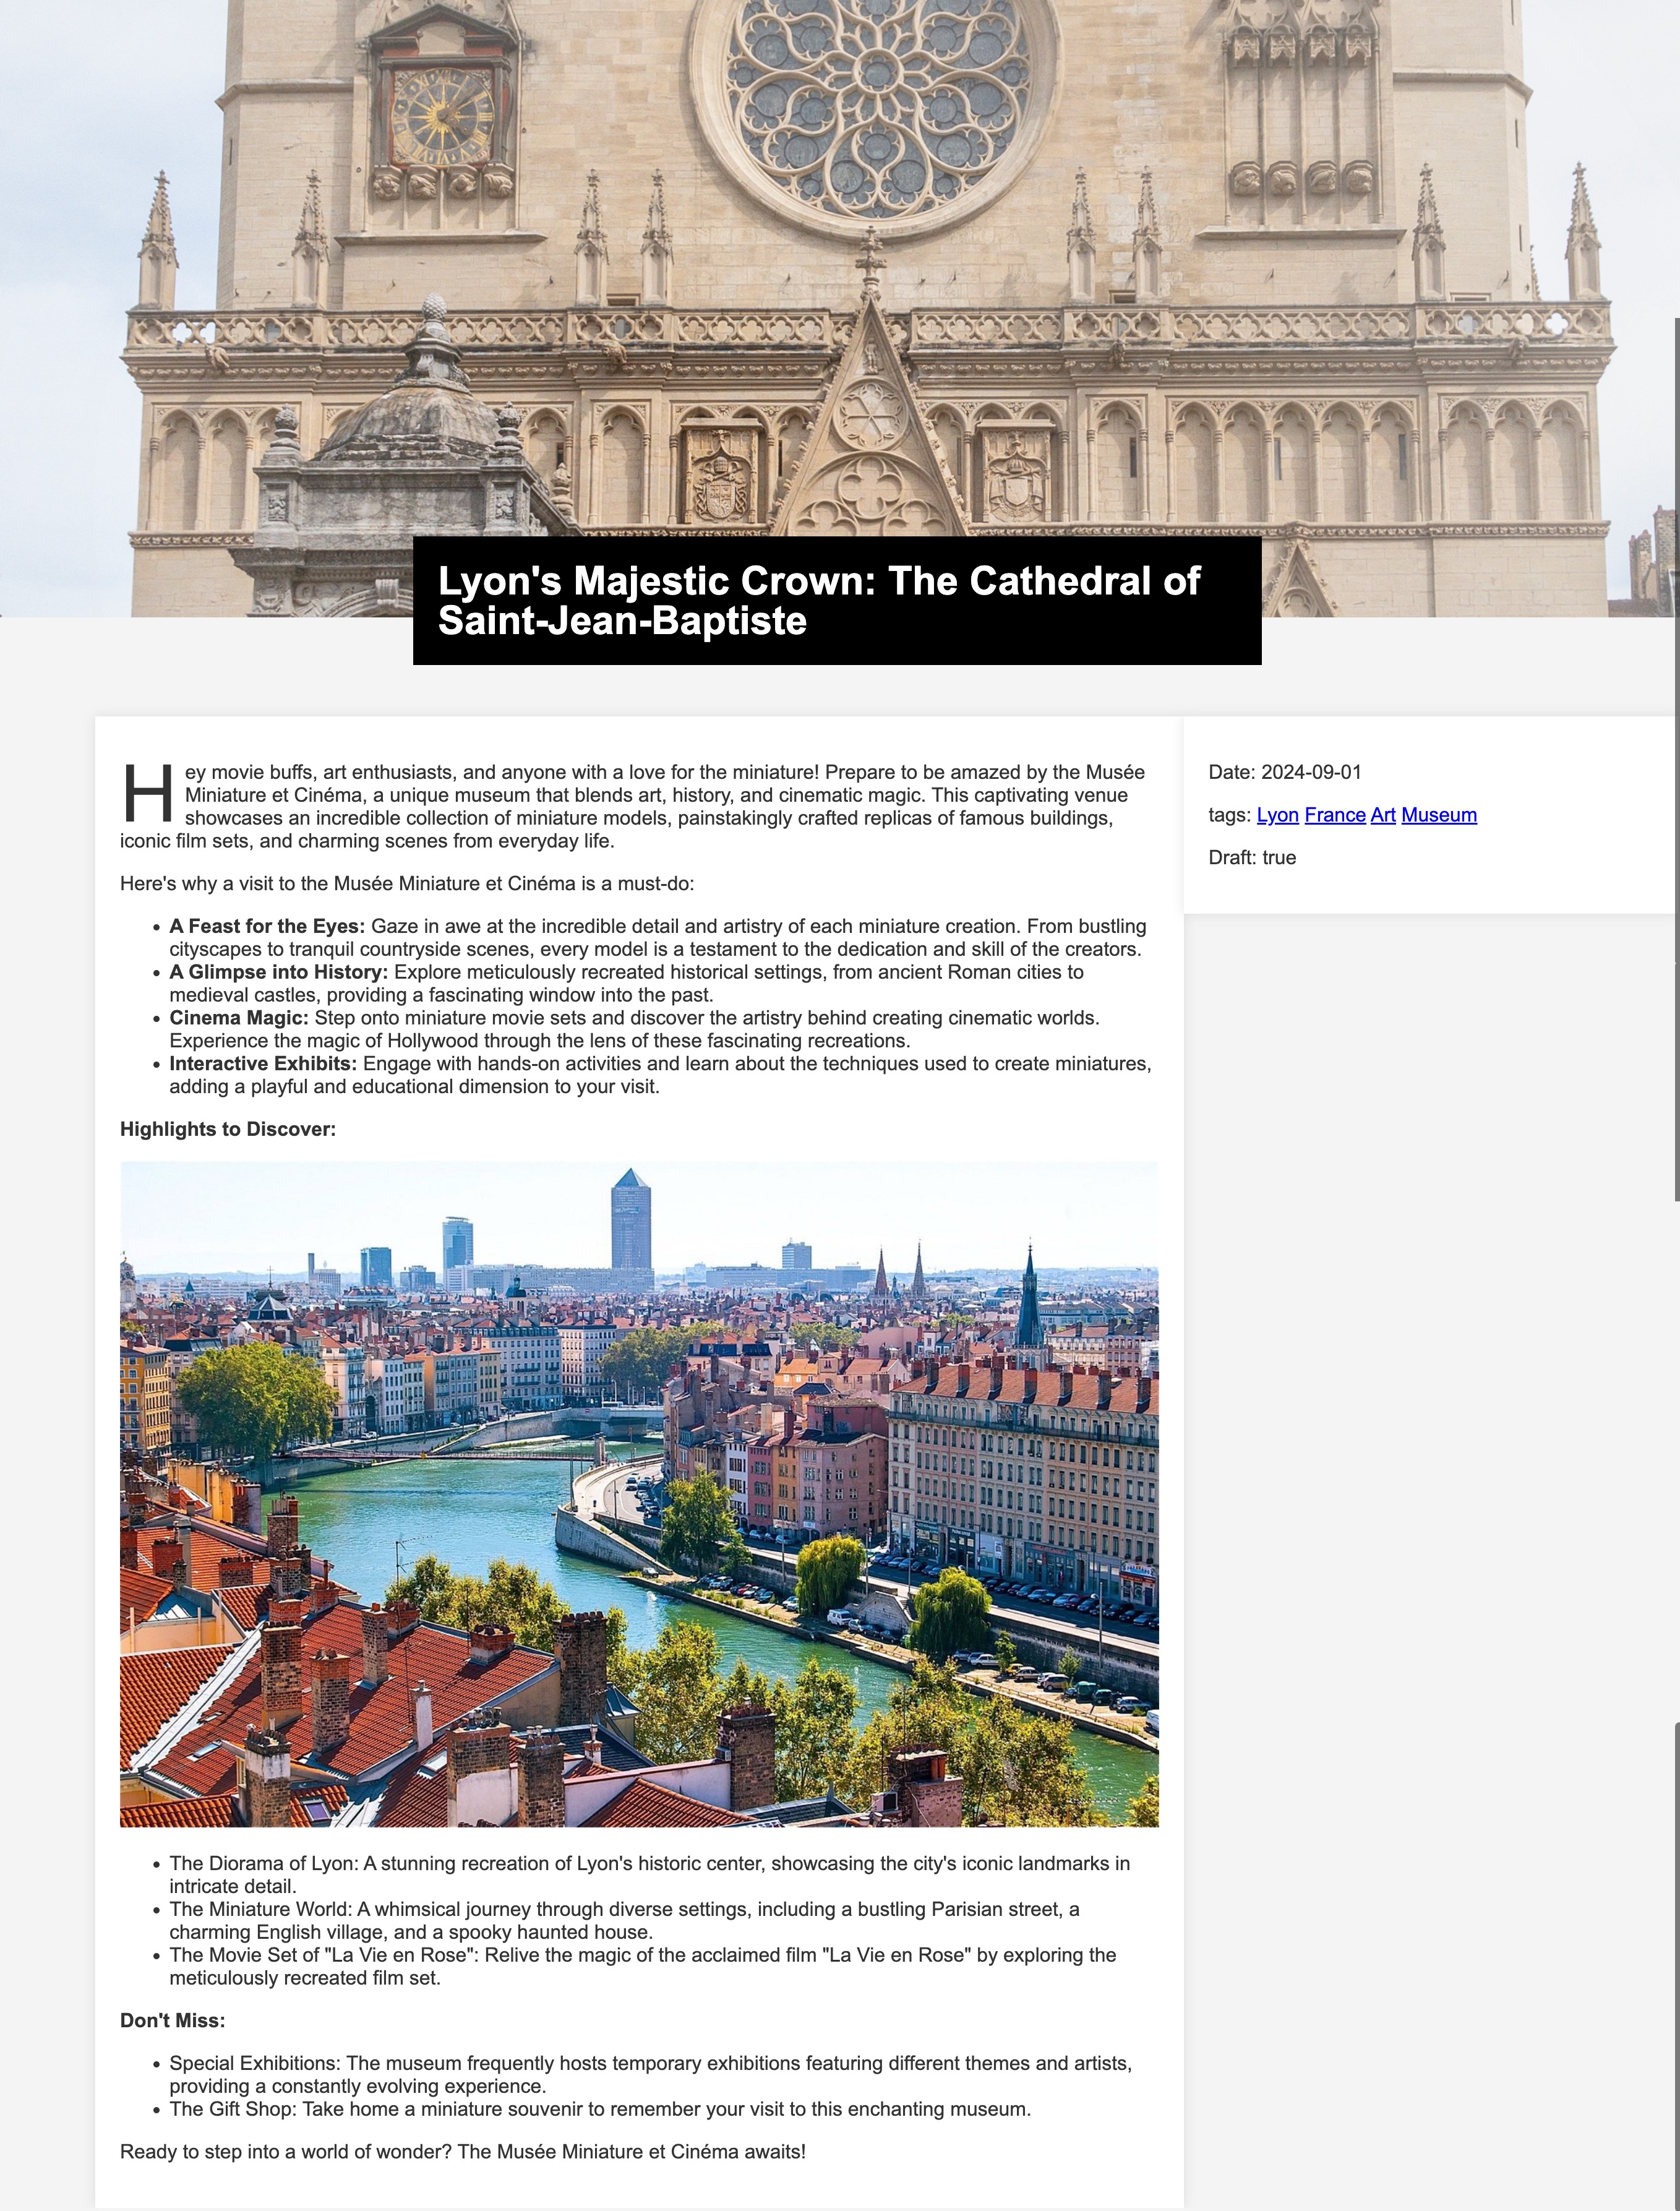 Lyon's Majestic Crown: The Cathedral of
Saint-Jean-Baptiste
Hey movie buffs, art enthusiasts, and anyone with a love for the miniature! Prepare to be amazed by the Musée
Miniature et Cinéma, a unique museum that blends art, history, and cinematic magic. This captivating venue
showcases an incredible collection of miniature models, painstakingly crafted replicas of famous buildings,
iconic film sets, and charming scenes from everyday life.
Here's why a visit to the Musée Miniature et Cinéma is a must-do:
• A Feast for the Eyes: Gaze in awe at the incredible detail and artistry of each miniature creation. From bustling
cityscapes to tranquil countryside scenes, every model is a testament to the dedication and skill of the creators.
• A Glimpse into History: Explore meticulously recreated historical settings, from ancient Roman cities to
medieval castles, providing a fascinating window into the past.
• Cinema Magic: Step onto miniature movie sets and discover the artistry behind creating cinematic worlds.
Experience the magic of Hollywood through the lens of these fascinating recreations.
• Interactive Exhibits: Engage with hands-on activities and learn about the techniques used to create miniatures,
adding a playful and educational dimension to your visit.
Highlights to Discover:
• The Diorama of Lyon: A stunning recreation of Lyon's historic center, showcasing the city's iconic landmarks in
intricate detail.
• The Miniature World: A whimsical journey through diverse settings, including a bustling Parisian street, a
charming English village, and a spooky haunted house.
• The Movie Set of "La Vie en Rose": Relive the magic of the acclaimed film "La Vie en Rose" by exploring the
meticulously recreated film set.
Don't Miss:
• Special Exhibitions: The museum frequently hosts temporary exhibitions featuring different themes and artists,
providing a constantly evolving experience.
• The Gift Shop: Take home a miniature souvenir to remember your visit to this enchanting museum.
Ready to step into a world of wonder? The Musée Miniature et Cinéma awaits!
Date: 2024-09-01
tags: Lyon France Art Museum
Draft: true